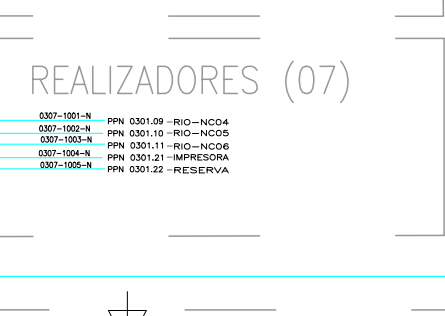 REALIZADORES (07)
0307-1001-N PPN 0301.09 -RIO-NC04
0307-1002-N PPN 0301.10 -RIO-NC05
0307-1003-N PPN 0301.11 -RIO-NC06
0307-1004-N PPN 0301.21 -IMPRESORA
0307-1005-N PPN 0301.22 -RESERVA